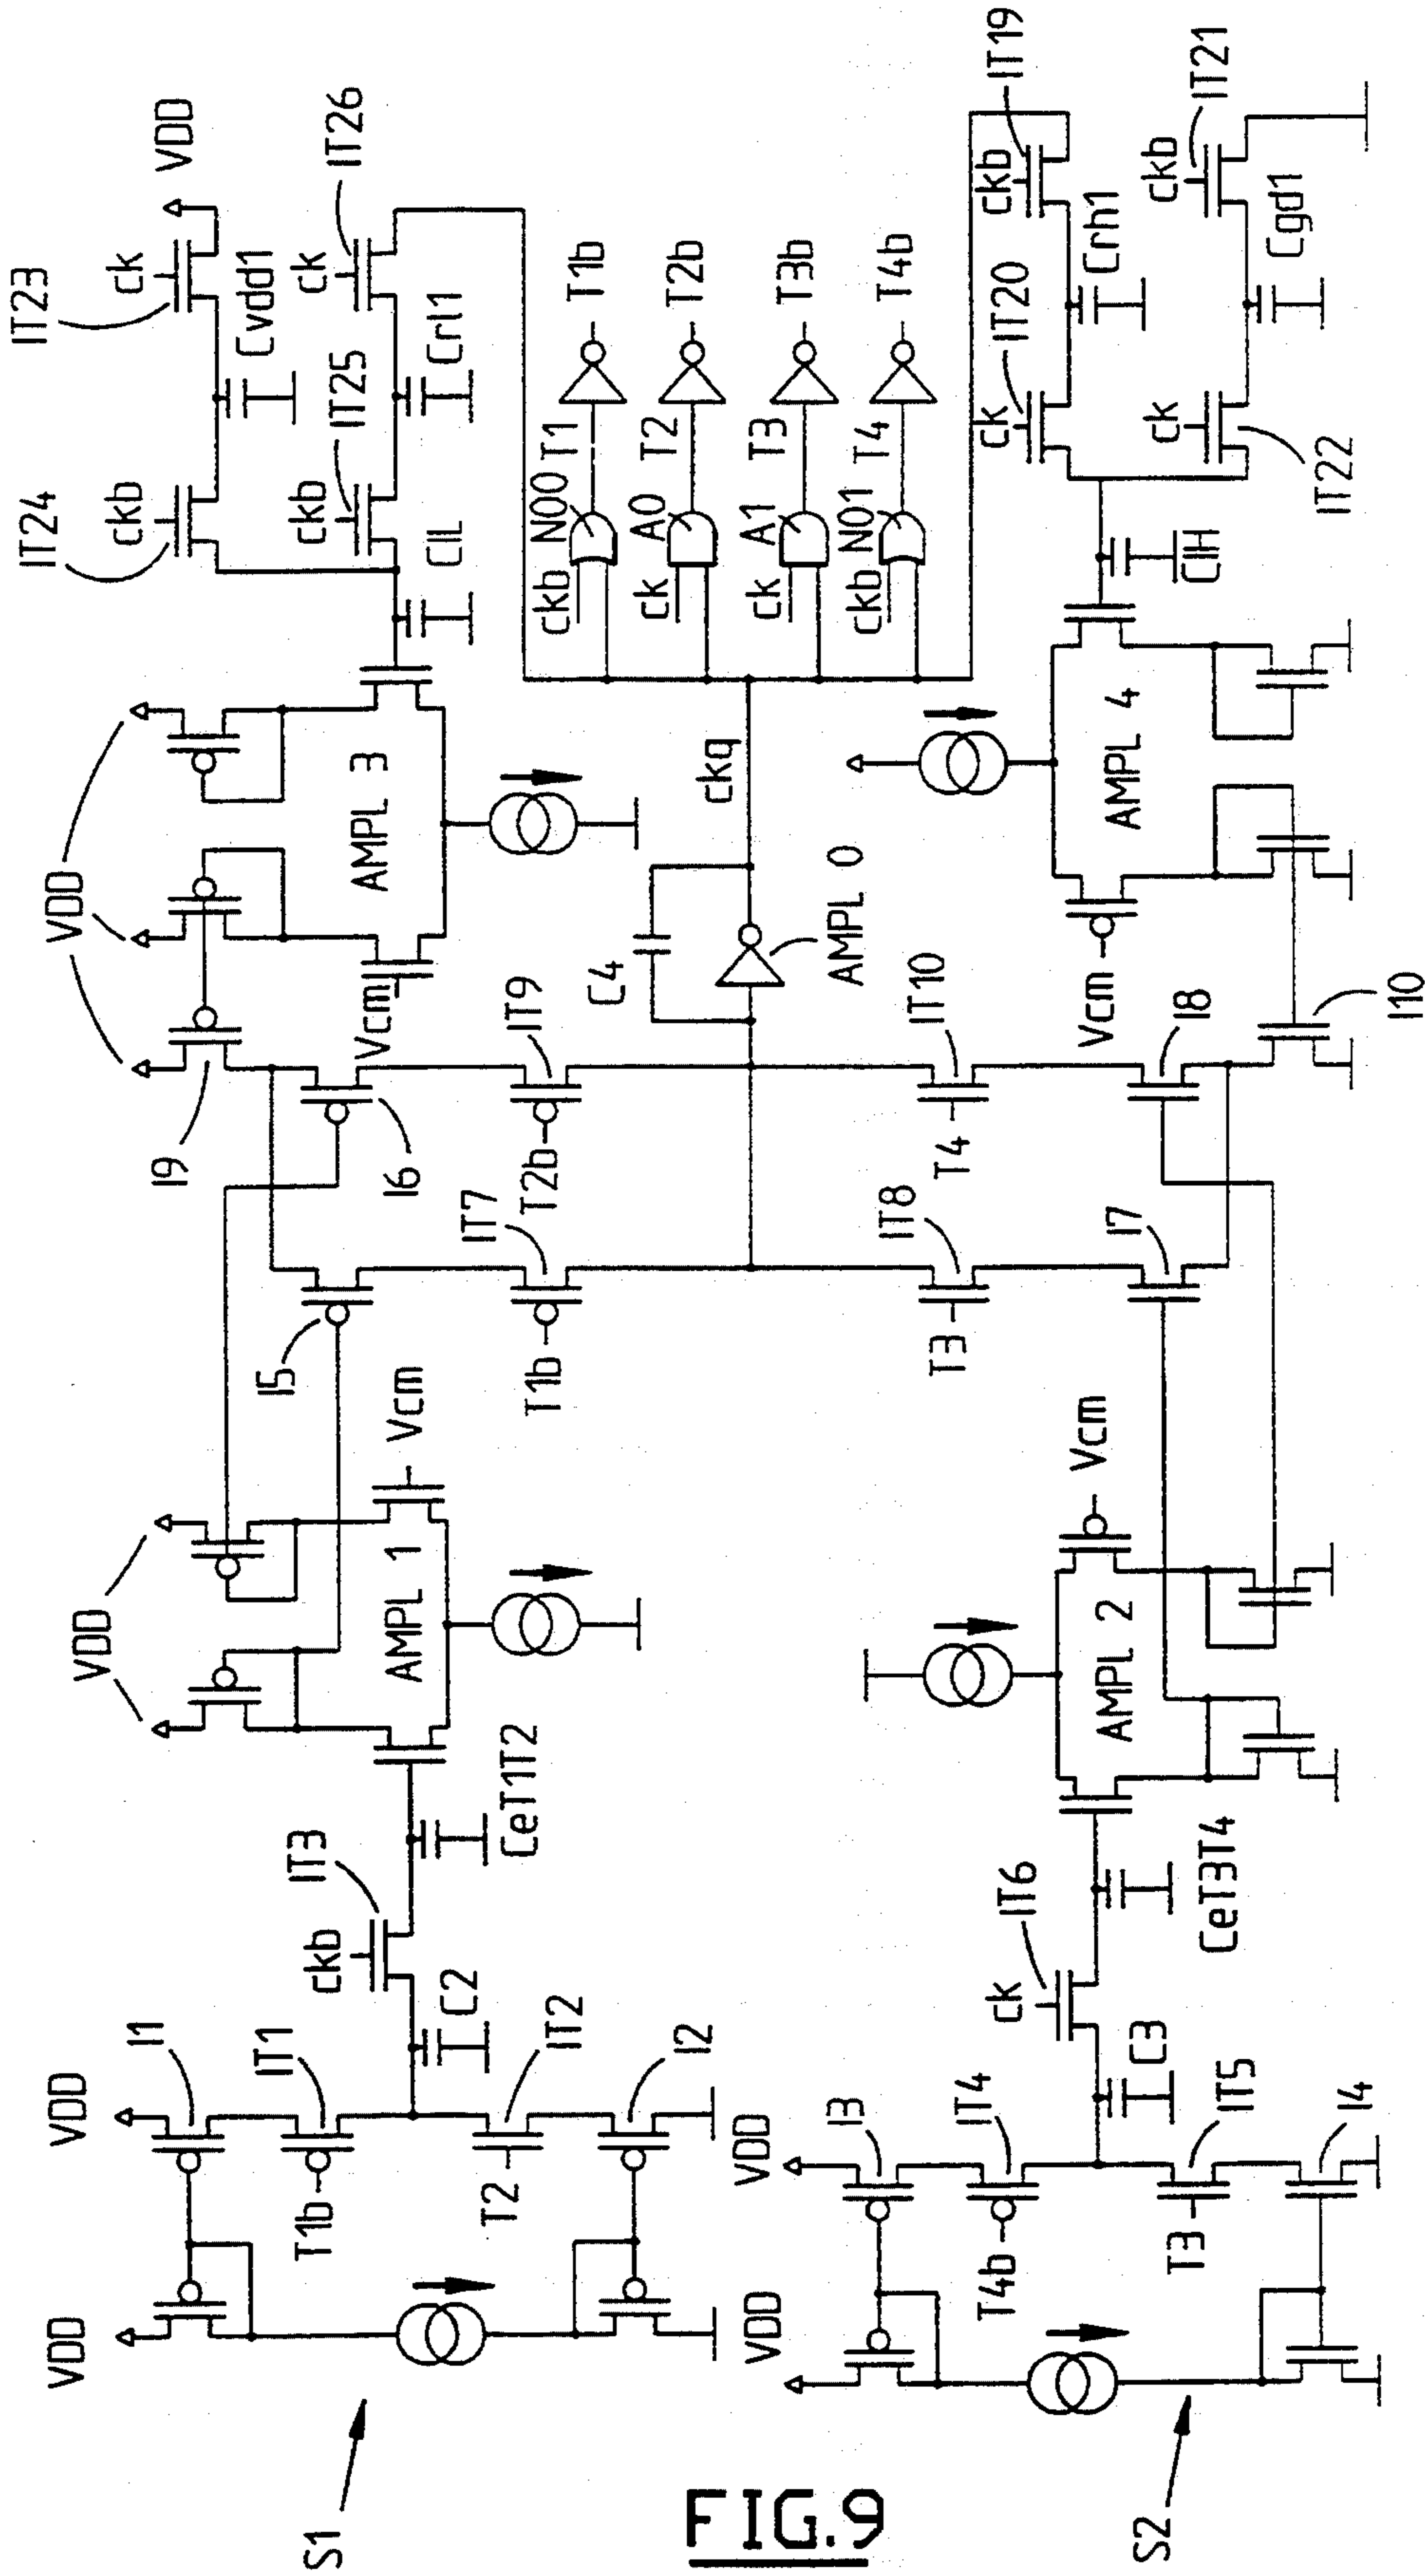 IT23
ck
VDD
IT24
ckb
Cvdd1
IT26
ck
IT25
ckb
Crl1
CIL
VDD
AMPL 3
Vcm
I9
I6
IT9
T2b
I5
IT7
T1b
VDD
AMPL 1
Vcm
IT3
ckb
CeT1T2
C2
VDD
I1
VDD
IT1
T1b
IT2
T2
I2
S1
ckb
N00
T1
T1b
ck
A0
T2
T2b
ck
A1
T3
T3b
ckb
N01
T4
T4b
ckq
C4
AMPL 0
IT10
T4
IT8
T3
I8
I7
I10
AMPL 4
Vcm
CIH
IT20
ck
Crh1
ckb
IT19
ckb
IT21
Cgd1
ck
IT22
AMPL 2
Vcm
IT6
ck
CeT3T4
C3
VDD
I3
VDD
IT4
T4b
IT5
T3
I4
S2
FIG.9